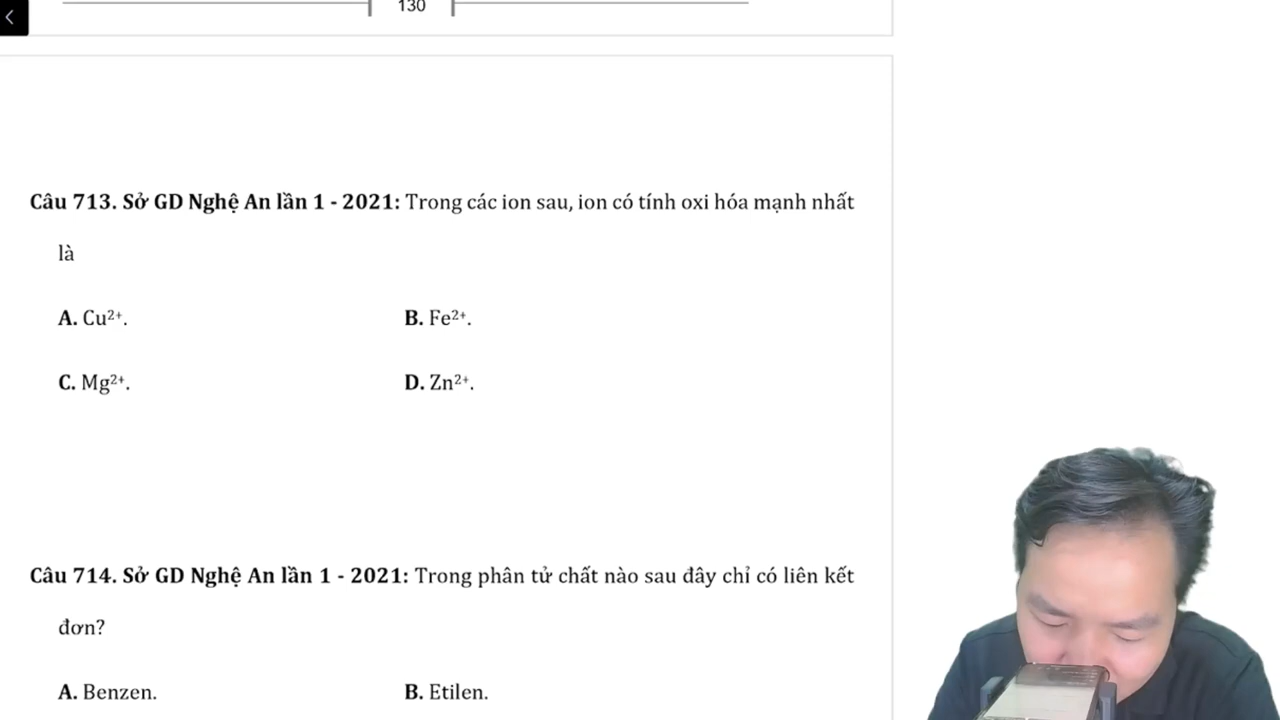 130
Câu 713. Sở GD Nghệ An lần 1 - 2021: Trong các ion sau, ion có tính oxi hóa mạnh nhất
là
A. Cu²⁺. B. Fe²⁺.
C. Mg²⁺. D. Zn²⁺.
Câu 714. Sở GD Nghệ An lần 1 - 2021: Trong phân tử chất nào sau đây chỉ có liên kết
đơn?
A. Benzen. B. Etilen.